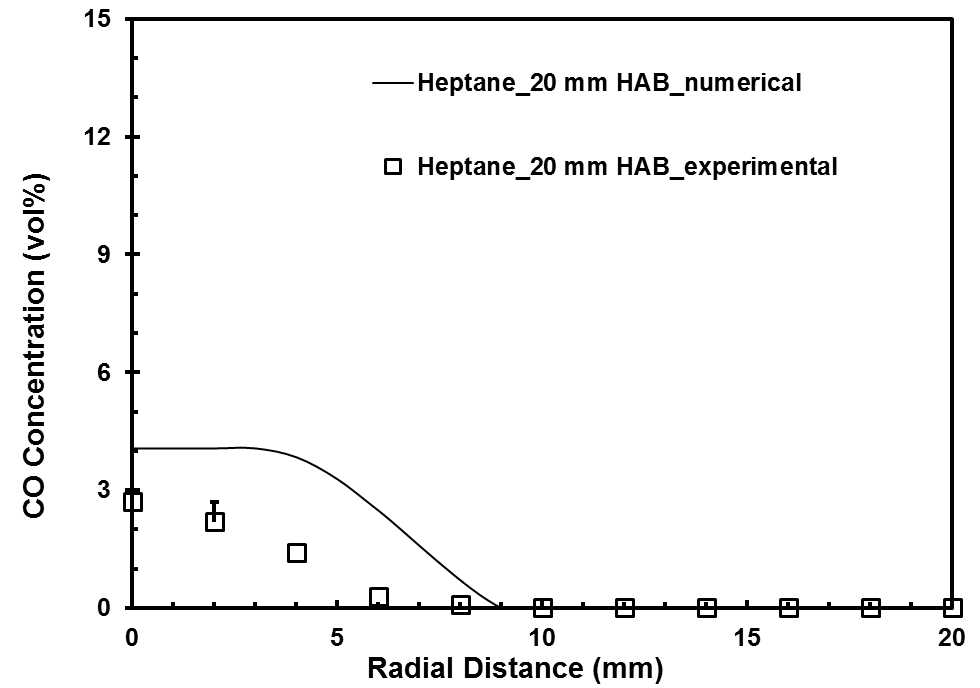 15
Heptane_20 mm HAB_numerical
12
Heptane_20 mm HAB_experimental
9
6
3
0
CO Concentration (vol%)
0 5 10 15 20
Radial Distance (mm)